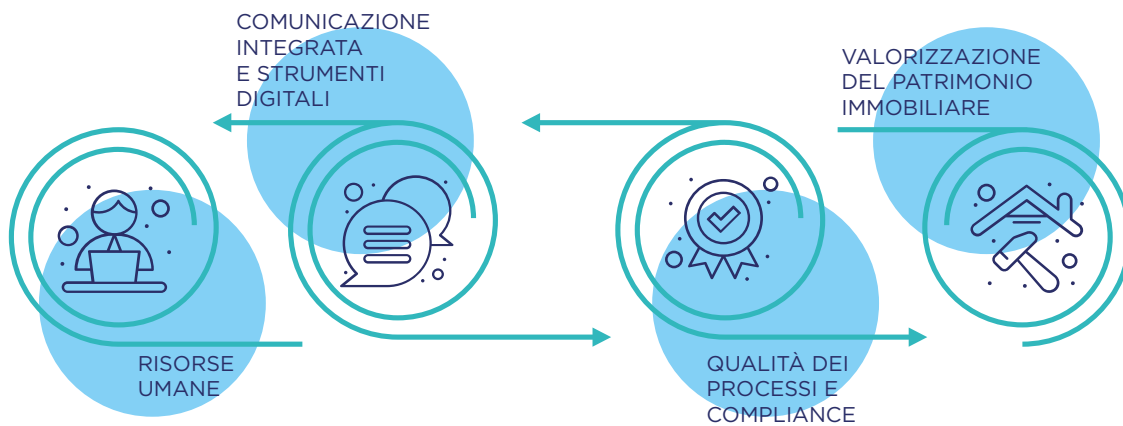 COMUNICAZIONE
INTEGRATA
E STRUMENTI
DIGITALI
VALORIZZAZIONE
DEL PATRIMONIO
IMMOBILIARE
RISORSE
UMANE
QUALITÀ DEI
PROCESSI E
COMPLIANCE